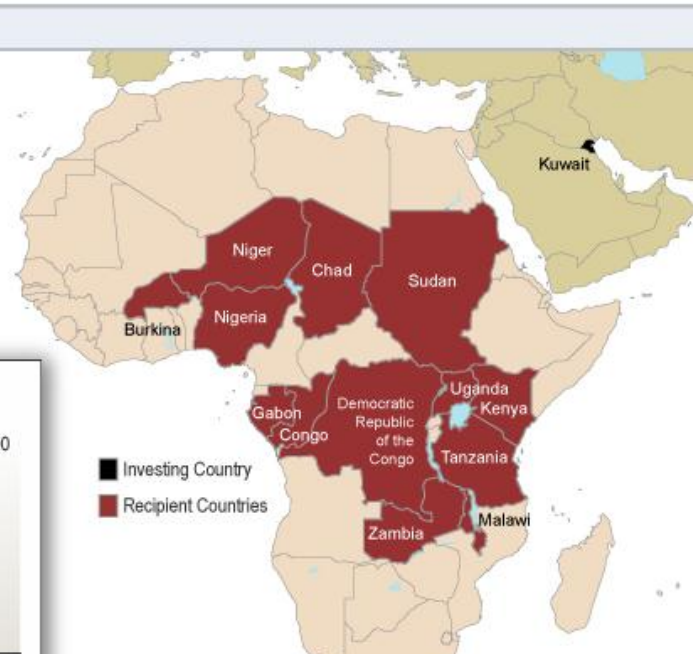 Kuwait
Niger
Chad
Sudan
Nigeria
Burkina
Uganda
Kenya
Gabon
Congo
Democratic
Republic
of the
Congo
Tanzania
Malawi
Zambia
0
Investing Country
Recipient Countries